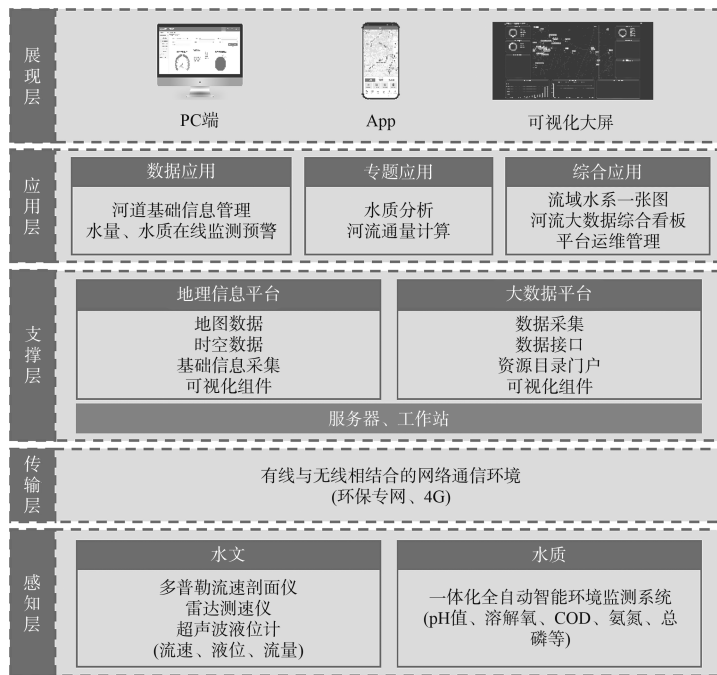 展现层
PC端
App
可视化大屏
应用层
数据应用
河道基础信息管理
水量、水质在线监测预警
专题应用
水质分析
河流通量计算
综合应用
流域水系一张图
河流大数据综合看板
平台运维管理
支撑层
地理信息平台
地图数据
时空数据
基础信息采集
可视化组件
大数据平台
数据采集
数据接口
资源目录门户
可视化组件
服务器、工作站
传输层
有线与无线相结合的网络通信环境
(环保专网、4G)
感知层
水文
多普勒流速剖面仪
雷达测速仪
超声波液位计
(流速、液位、流量)
水质
一体化全自动智能环境监测系统
(pH值、溶解氧、COD、氨氮、总
磷等)